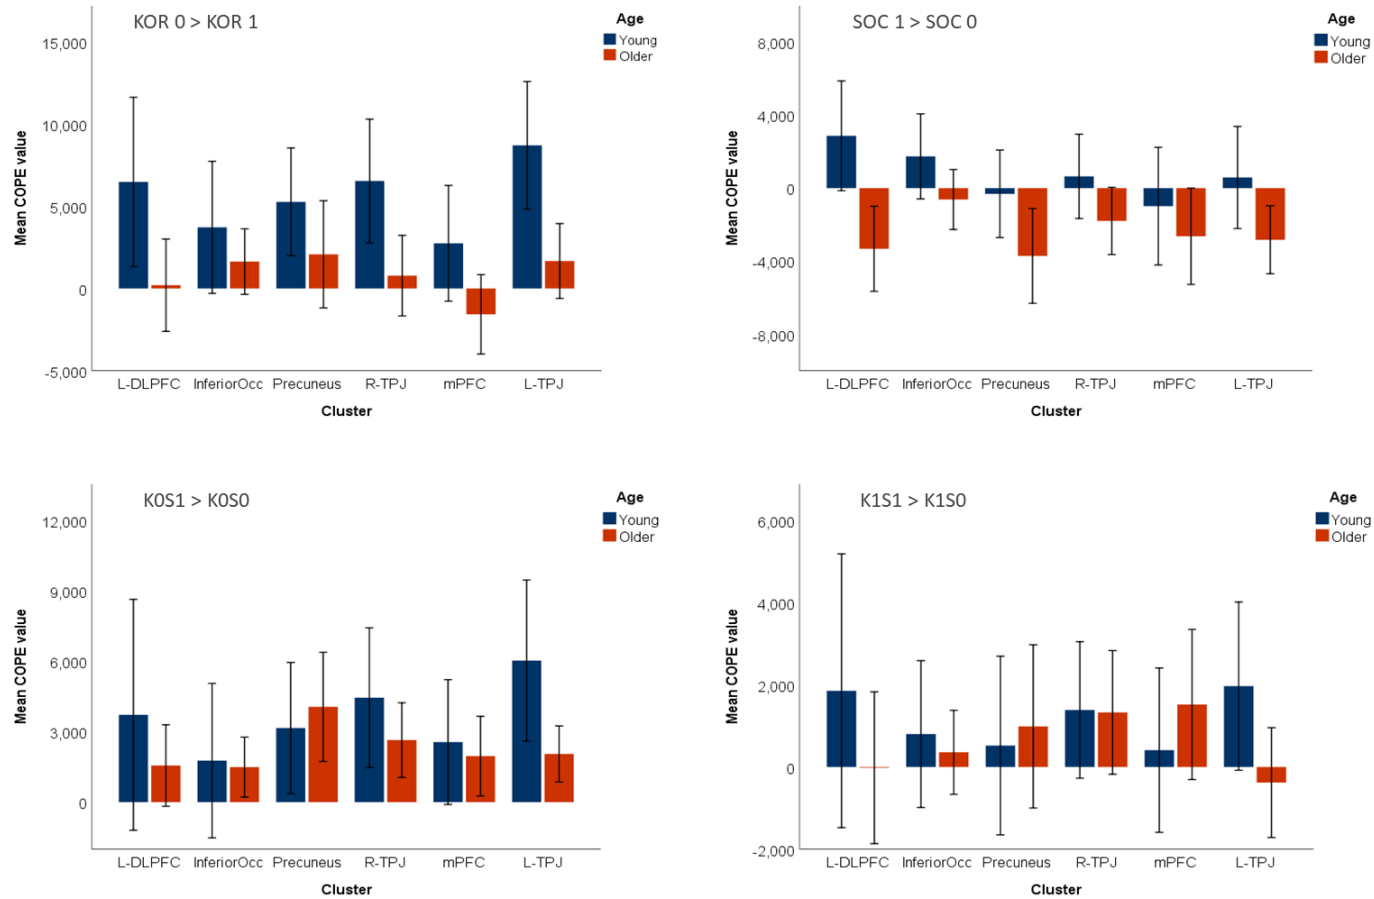 KOR 0 > KOR 1
Age
Young
Older
15,000
10,000
5,000
0
-5,000
Mean COPE value
L-DLPFC InferiorOcc Precuneus R-TPJ mPFC L-TPJ
Cluster
SOC 1 > SOC 0
Age
Young
Older
8,000
4,000
0
-4,000
-8,000
Mean COPE value
L-DLPFC InferiorOcc Precuneus R-TPJ mPFC L-TPJ
Cluster
K0S1 > K0S0
Age
Young
Older
12,000
9,000
6,000
3,000
0
Mean COPE value
L-DLPFC InferiorOcc Precuneus R-TPJ mPFC L-TPJ
Cluster
K1S1 > K1S0
Age
Young
Older
6,000
4,000
2,000
0
-2,000
Mean COPE value
L-DLPFC InferiorOcc Precuneus R-TPJ mPFC L-TPJ
Cluster